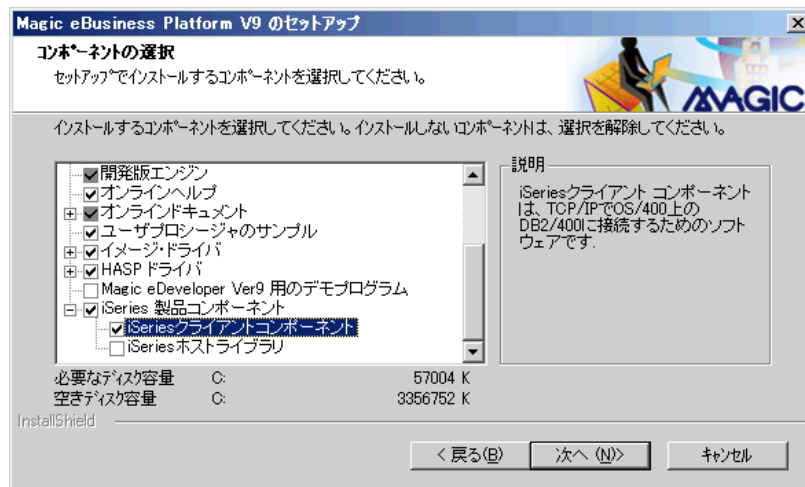 Magic eBusiness Platform V9 のセットアップ
コンポーネントの選択
セットアップでインストールするコンポーネントを選択してください。
MAGIC
インストールするコンポーネントを選択してください。インストールしないコンポーネントは、選択を解除してください。
開発版エンジン
オンラインヘルプ
オンラインドキュメント
ユーザプロシージャのサンプル
イメージ・ドライバ
HASP ドライバ
Magic eDeveloper Ver9 用のデモプログラム
iSeries 製品コンポーネント
iSeriesクライアントコンポーネント
iSeriesホストライブラリ
説明
iSeriesクライアント コンポーネント
は、TCP/IPでOS/400上の
DB2/400に接続するためのソフト
ウェアです.
必要なディスク容量 C: 57004 K
空きディスク容量 C: 3356752 K
InstallShield
< 戻る(B) 次へ (N)> キャンセル